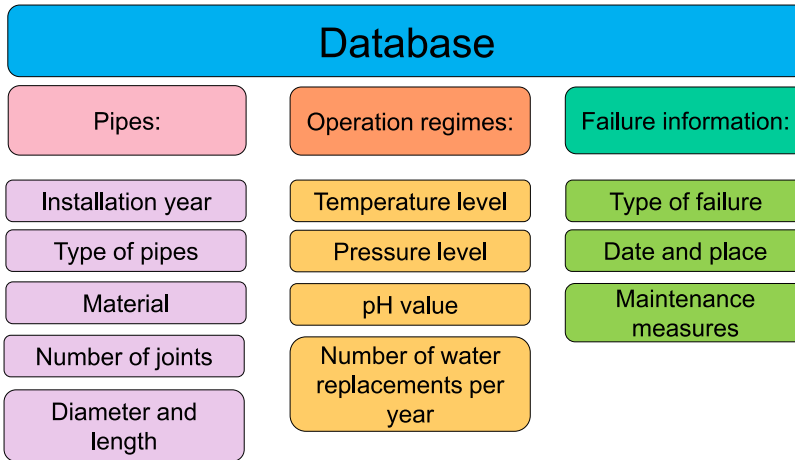 Database
Pipes:
Installation year
Type of pipes
Material
Number of joints
Diameter and
length
Operation regimes:
Temperature level
Pressure level
pH value
Number of water
replacements per
year
Failure information:
Type of failure
Date and place
Maintenance
measures